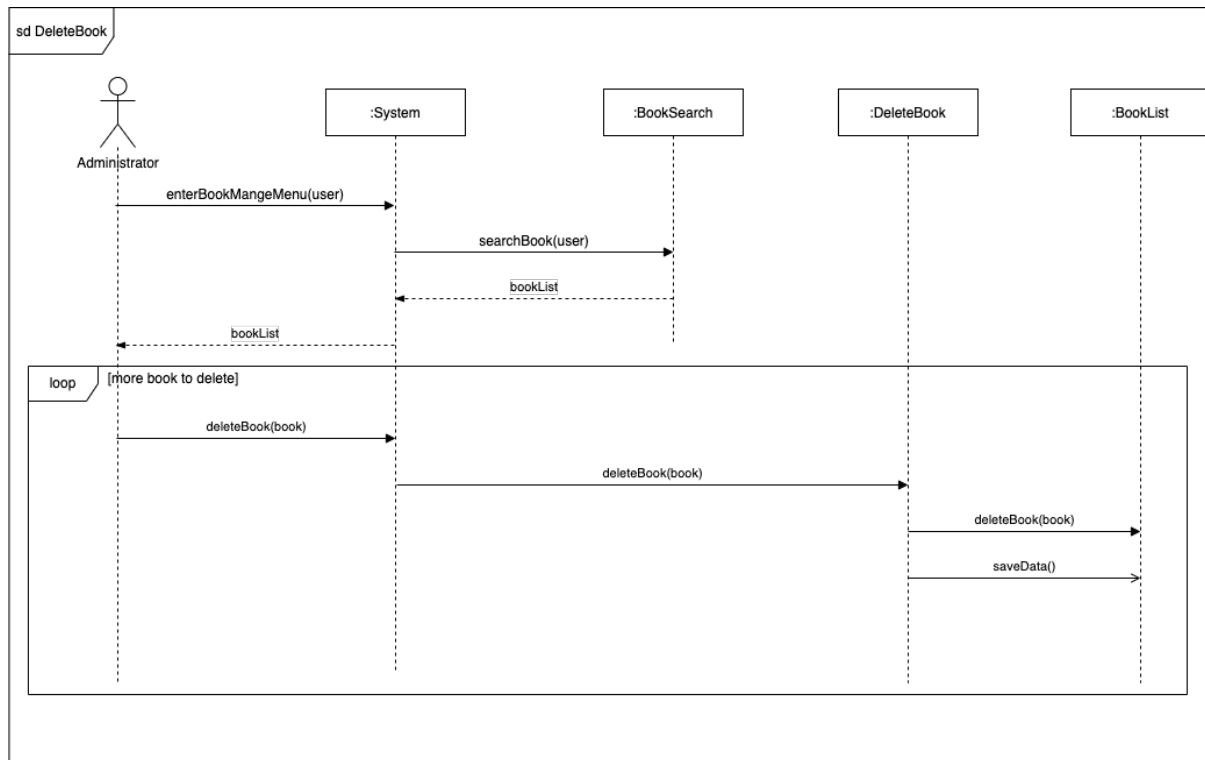 sd DeleteBook
Administrator
:System
:BookSearch
:DeleteBook
:BookList
enterBookMangeMenu(user)
searchBook(user)
bookList
bookList
loop
[more book to delete]
deleteBook(book)
deleteBook(book)
deleteBook(book)
saveData()